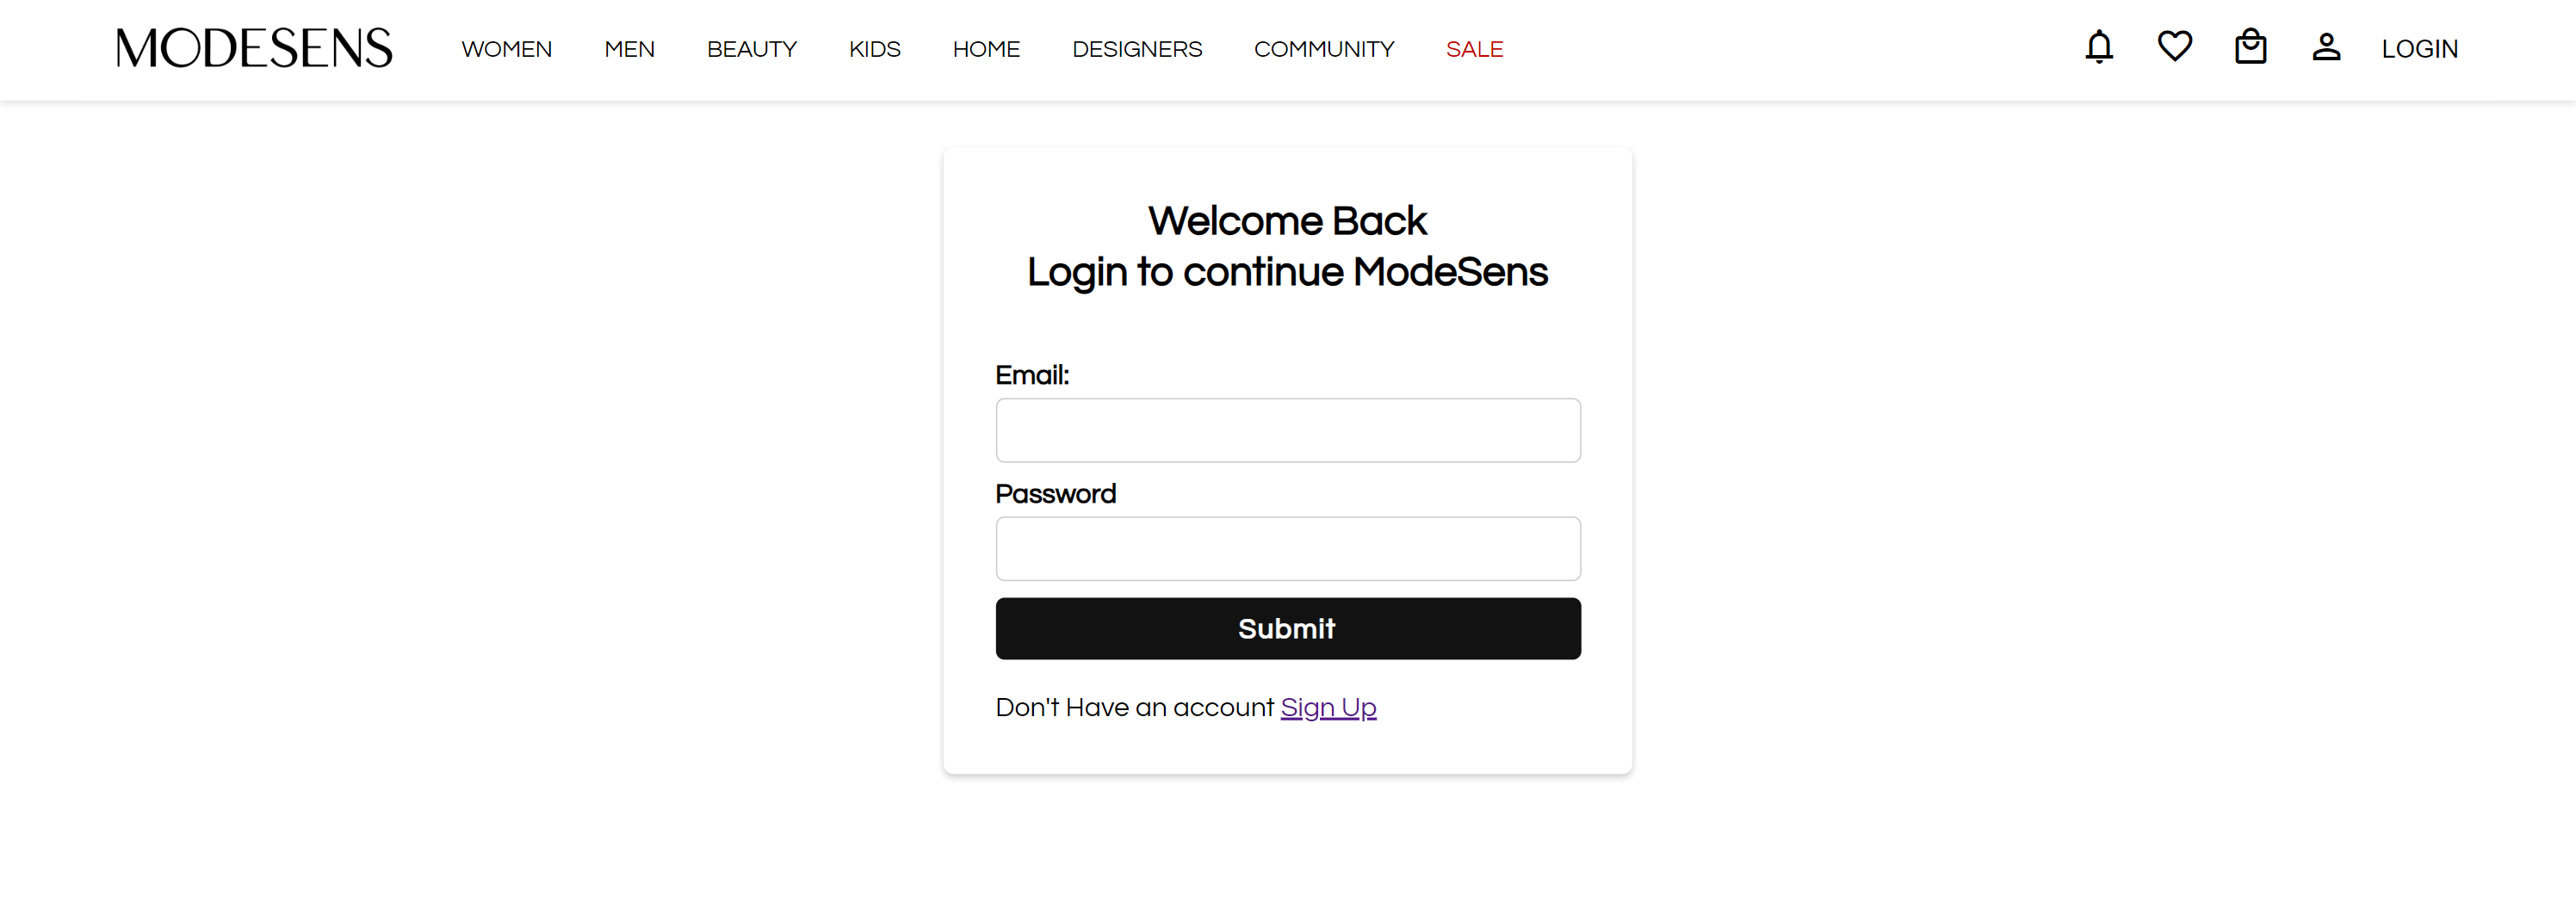 MODESENS WOMEN MEN BEAUTY KIDS HOME DESIGNERS COMMUNITY SALE LOGIN
Welcome Back
Login to continue ModeSens
Email:
Password
Submit
Don't Have an account Sign Up